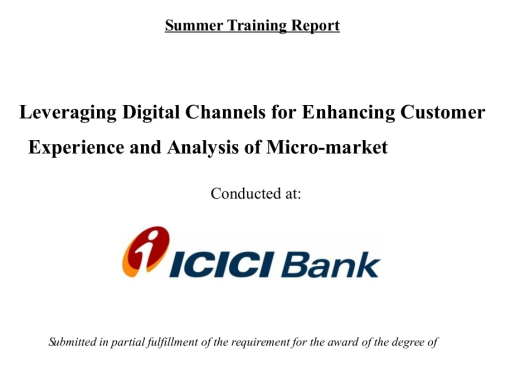 Summer Training Report
Leveraging Digital Channels for Enhancing Customer
Experience and Analysis of Micro-market
Conducted at:
ICICI Bank
Submitted in partial fulfillment of the requirement for the award of the degree of